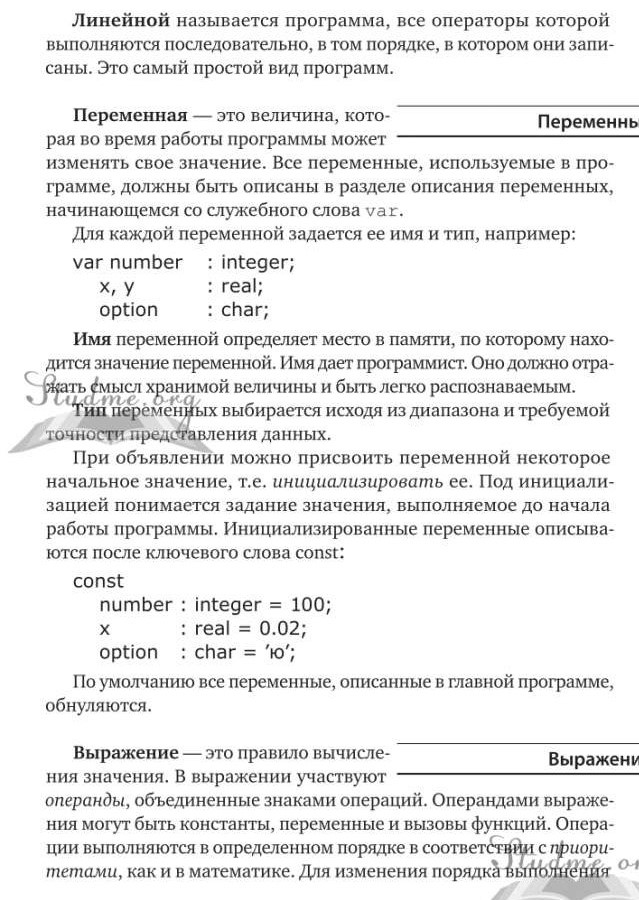 Линейной называется программа, все операторы которой
выполняются последовательно, в том порядке, в котором они запи-
саны. Это самый простой вид программ.
Переменная — это величина, кото-
рая во время работы программы может
Переменны
изменять свое значение. Все переменные, используемые в про-
грамме, должны быть описаны в разделе описания переменных,
начинающемся со служебного слова var.
Для каждой переменной задается ее имя и тип, например:
var number : integer;
x, y : real;
option : char;
Имя переменной определяет место в памяти, по которому нахо-
дится значение переменной. Имя дает программист. Оно должно отра-
жать смысл хранимой величины и быть легко распознаваемым.
Studme.org
Тип переменных выбирается исходя из диапазона и требуемой
точности представления данных.
При объявлении можно присвоить переменной некоторое
начальное значение, т.е. инициализировать ее. Под инициали-
зацией понимается задание значения, выполняемое до начала
работы программы. Инициализированные переменные описыва-
ются после ключевого слова const:
const
number : integer = 100;
x : real = 0.02;
option : char = ’ю’;
По умолчанию все переменные, описанные в главной программе,
обнуляются.
Выражение — это правило вычисле-
ния значения. В выражении участвуют
Выражени
операнды, объединенные знаками операций. Операндами выраже-
ния могут быть константы, переменные и вызовы функций. Опера-
ции выполняются в определенном порядке в соответствии с приори-
тетами, как и в математике. Для изменения порядка выполнения
Studme.or